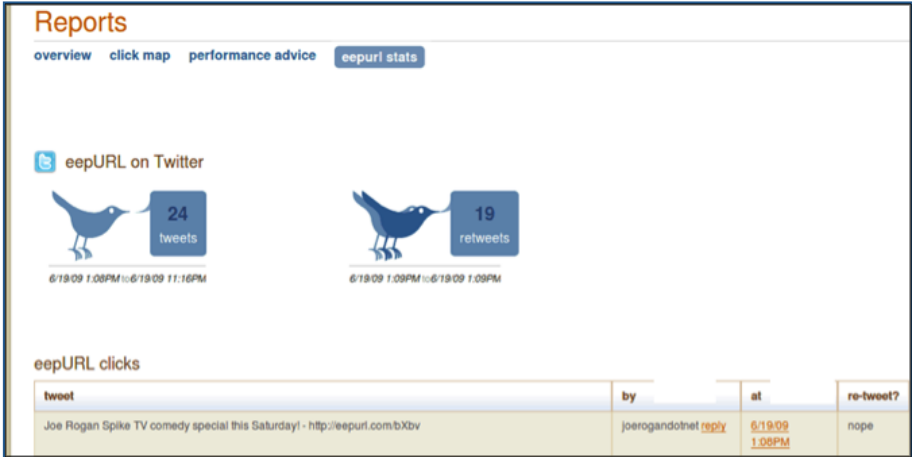 Reports
overview click map performance advice eepurl stats
eepURL on Twitter
24 tweets
19 retweets
6/19/09 1:08PM to 6/19/09 11:16PM
6/19/09 1:09PM to 6/19/09 1:09PM
eepURL clicks
tweet by at re-tweet?
Joe Rogan Spike TV comedy special this Saturday! - http://eepurl.com/bXbv joerogandotnet reply 6/19/09 nope
1:08PM